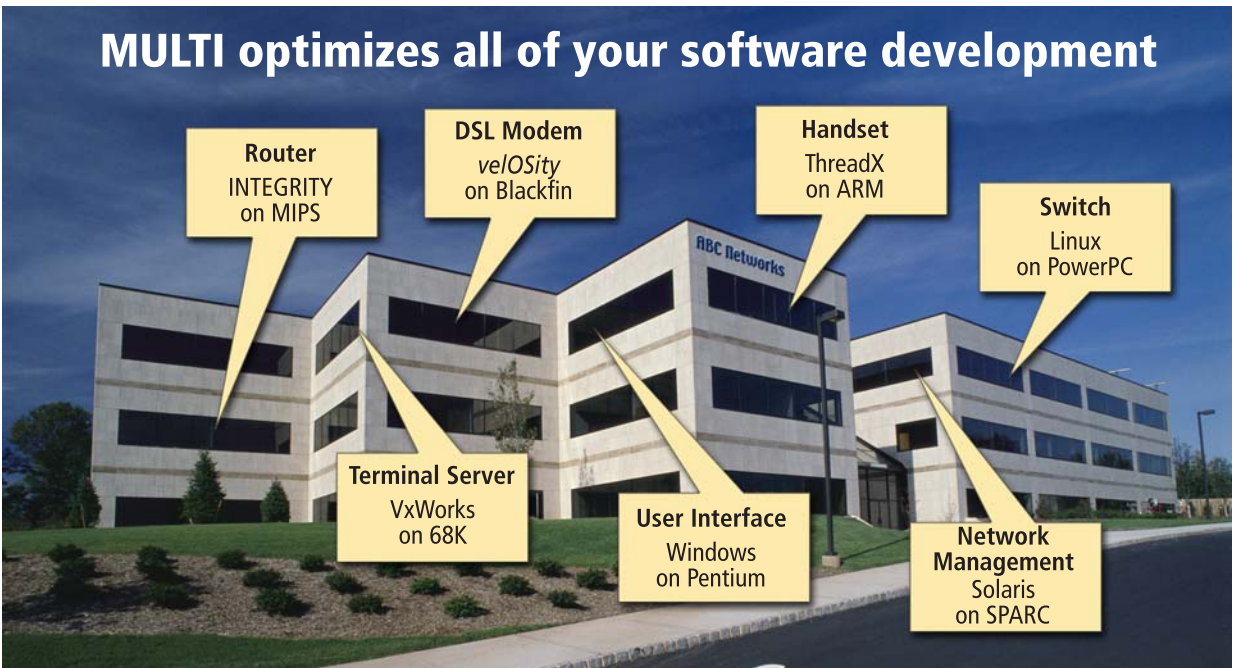 MULTI optimizes all of your software development
Router
INTEGRITY
on MIPS
DSL Modem
velOSity
on Blackfin
Handset
ThreadX
on ARM
Switch
Linux
on PowerPC
ABC Networks
Terminal Server
VxWorks
on 68K
User Interface
Windows
on Pentium
Network
Management
Solaris
on SPARC